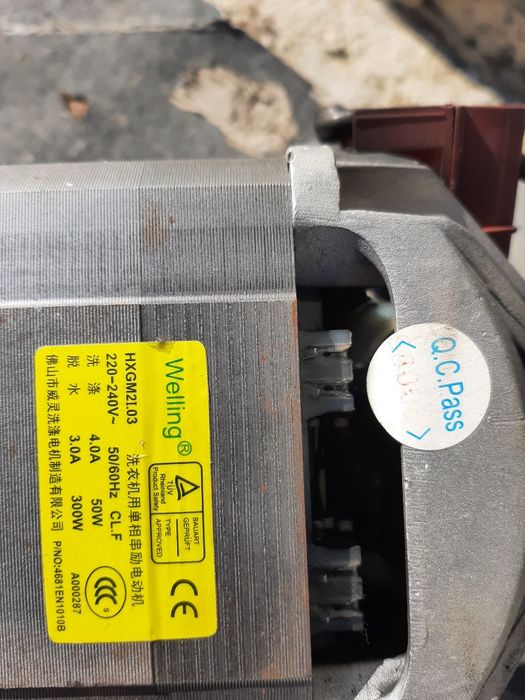 Welling®
TÜV
Rheinland
Product Safety
BAUART
GEPRÜFT
TYPE
APPROVED
CE
HXGM2I.03 洗衣机用单相串励电动机
220-240V~ 50/60Hz CL.F
洗涤 4.0A 50W
脱水 3.0A 300W
CCC S
A000287
佛山市威灵洗涤电机制造有限公司 P/NO:4681EN1010B
Q.C.Pass